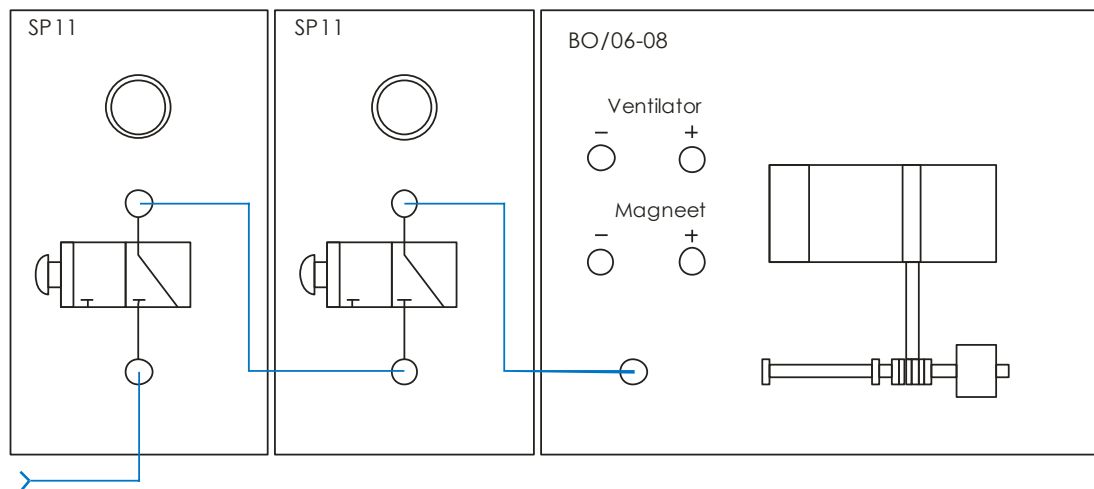 SP11
SP11
BO/06-08
Ventilator
- +
Magneet
- +